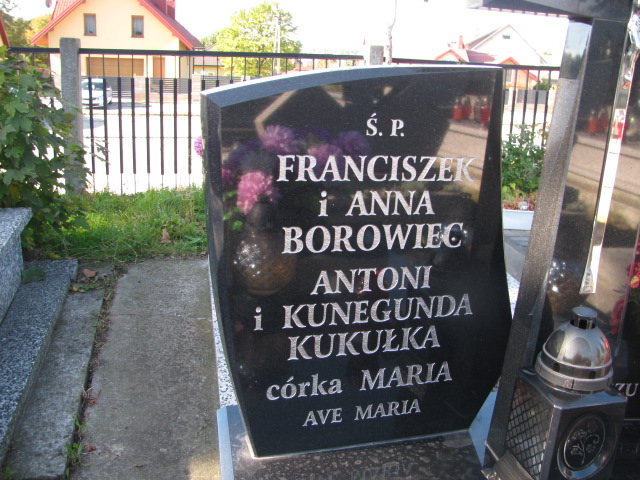 Ś. P.
FRANCISZEK
i ANNA
BOROWIEC
ANTONI
i KUNEGUNDA
KUKUŁKA
córka MARIA
AVE MARIA